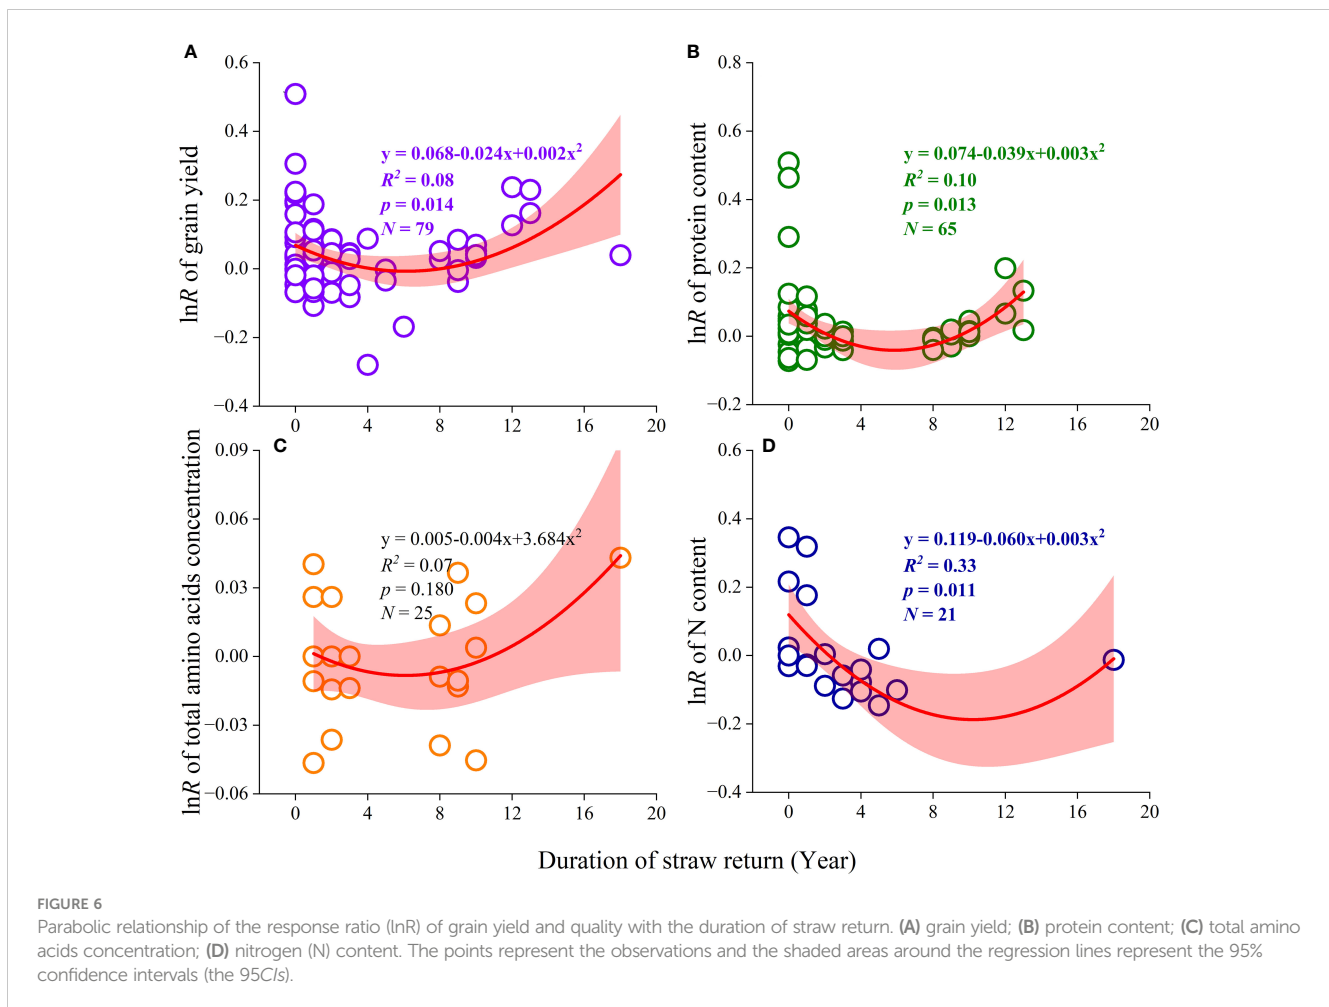 A
0.6
0.4
0.2
0.0
−0.2
−0.4
lnR of grain yield
y = 0.068-0.024x+0.002x²
R² = 0.08
p = 0.014
N = 79
0 4 8 12 16 20
B
0.8
0.6
0.4
0.2
0.0
−0.2
lnR of protein content
y = 0.074-0.039x+0.003x²
R² = 0.10
p = 0.013
N = 65
0 4 8 12 16 20
C
0.09
0.06
0.03
0.00
−0.03
−0.06
lnR of total amino acids concentration
y = 0.005-0.004x+3.684x²
R² = 0.07
p = 0.180
N = 25
0 4 8 12 16 20
D
0.6
0.4
0.2
0.0
−0.2
−0.4
lnR of N content
y = 0.119-0.060x+0.003x²
R² = 0.33
p = 0.011
N = 21
0 4 8 12 16 20
Duration of straw return (Year)
FIGURE 6
Parabolic relationship of the response ratio (lnR) of grain yield and quality with the duration of straw return. (A) grain yield; (B) protein content; (C) total amino
acids concentration; (D) nitrogen (N) content. The points represent the observations and the shaded areas around the regression lines represent the 95%
confidence intervals (the 95CIs).